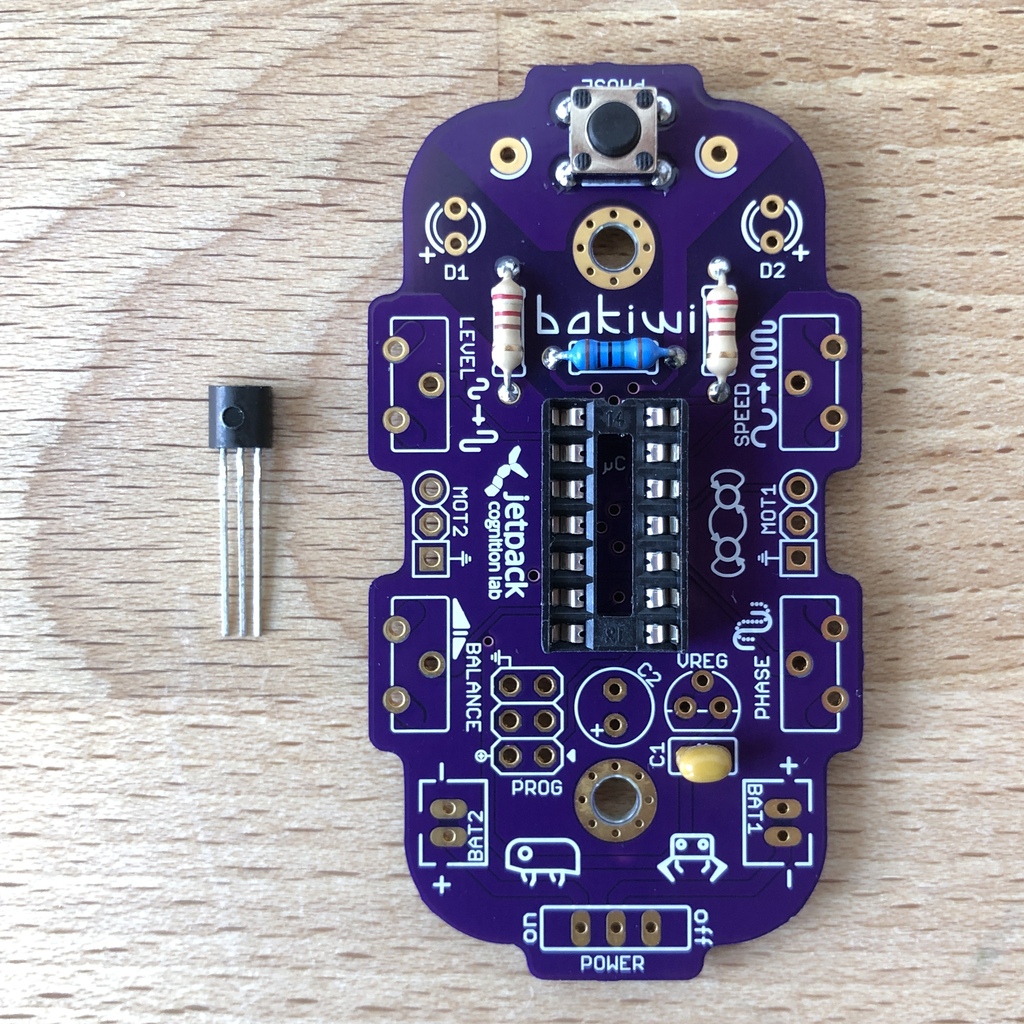 PAUSE
D1
D2
bakiwi
LEVEL
SPEED
14
µC
MOT2
MOT1
jetpack
cognition lab
BALANCE
PHASE
C2
VREG
+
C1
PROG
BAT2
BAT1
on
off
POWER